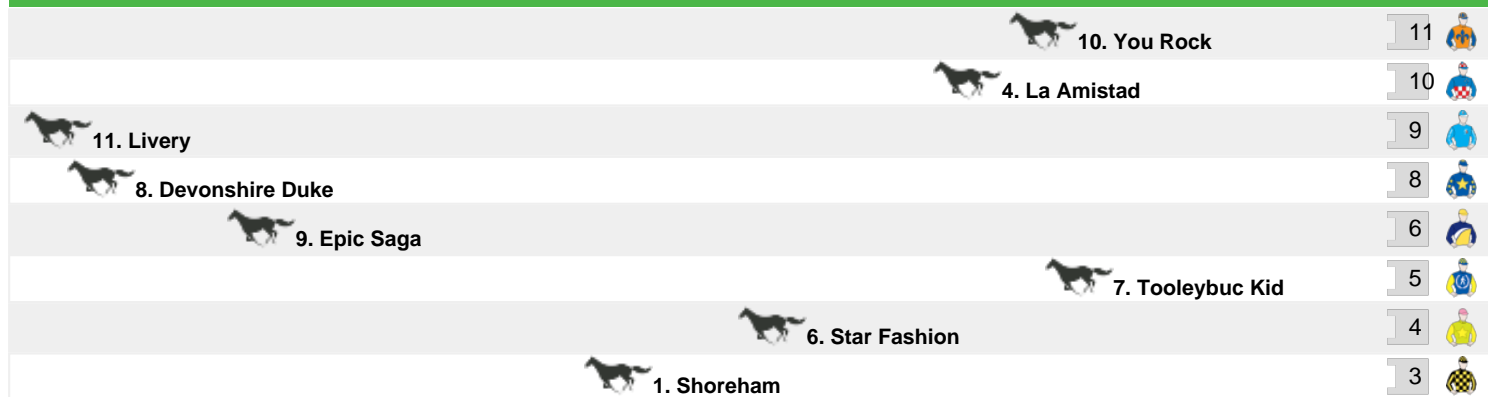 10. You Rock 11
4. La Amistad 10
11. Livery 9
8. Devonshire Duke 8
9. Epic Saga 6
7. Tooleybuc Kid 5
6. Star Fashion 4
1. Shoreham 3